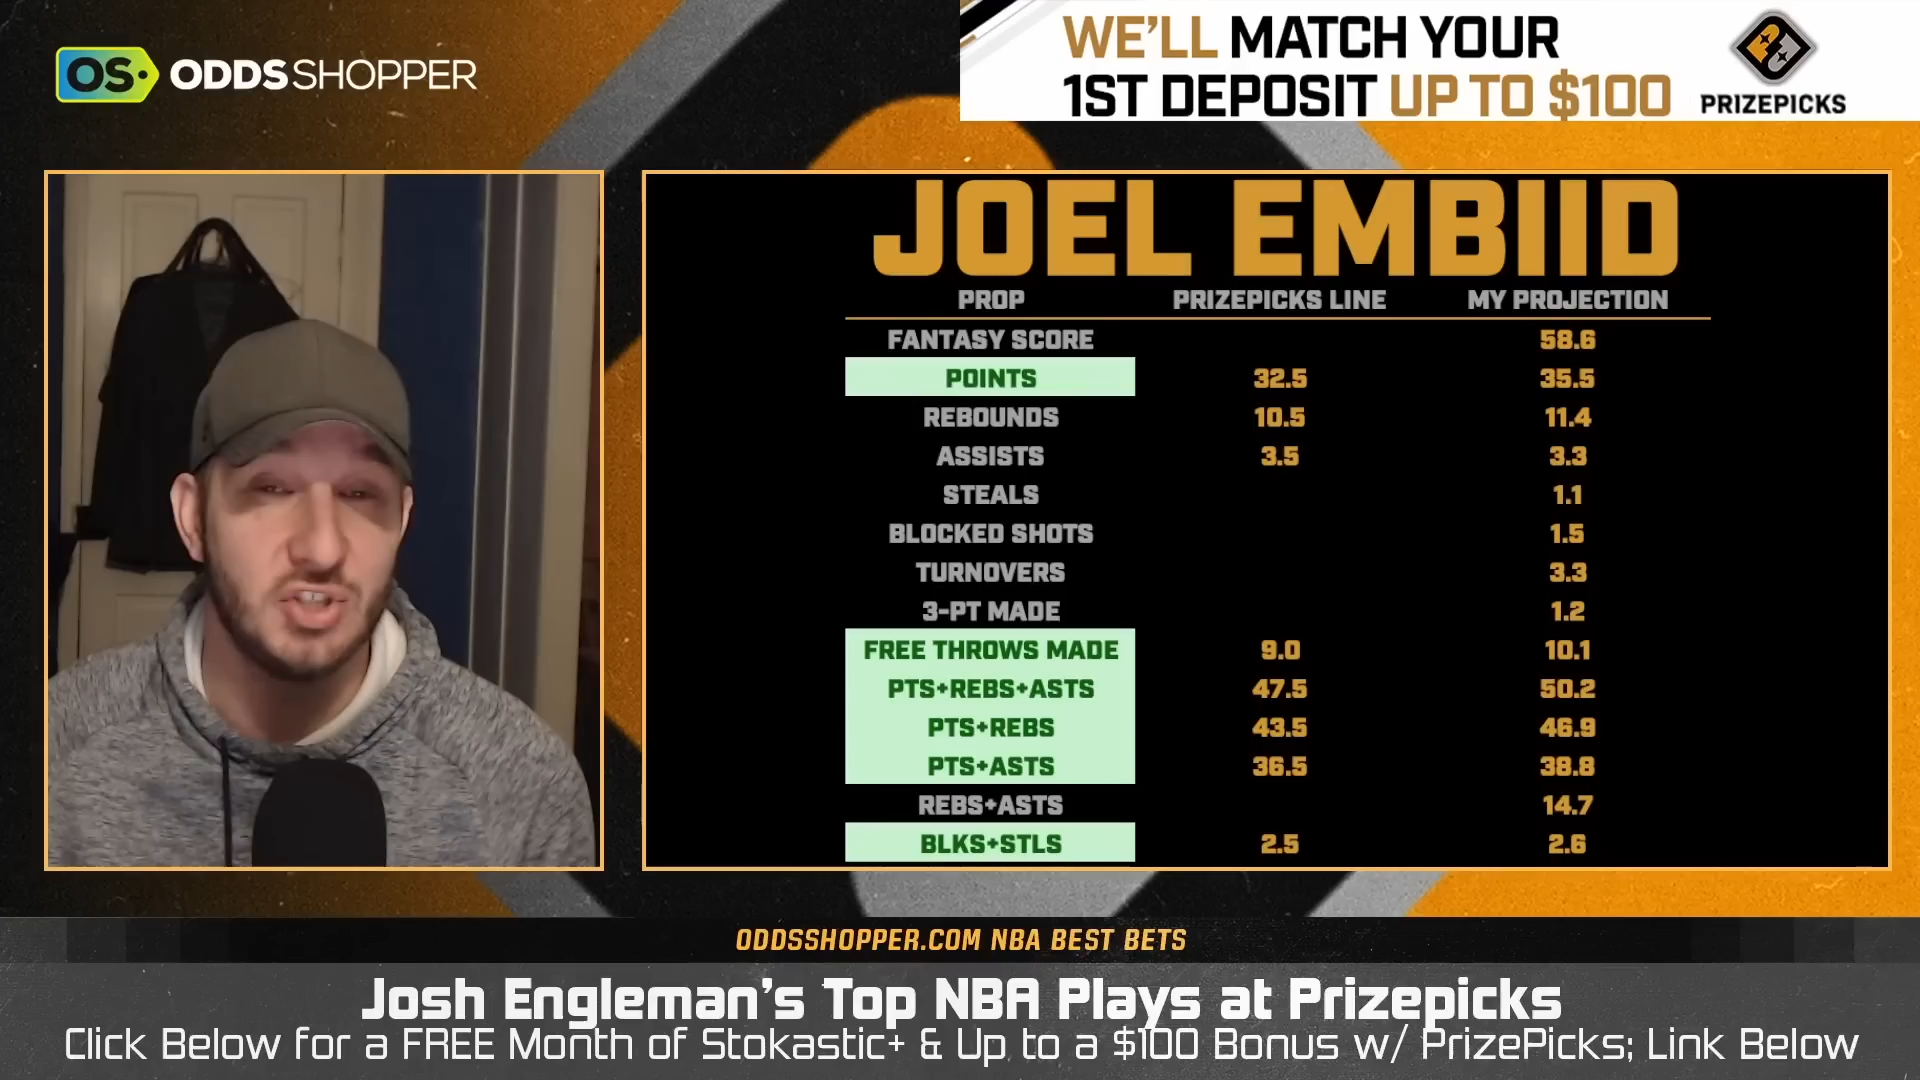 OS. ODDSSHOPPER
WE'LL MATCH YOUR
1ST DEPOSIT UP TO $100
PRIZEPICKS
JOEL EMBIID
PROP PRIZEPICKS LINE MY PROJECTION
FANTASY SCORE 58.6
POINTS 32.5 35.5
REBOUNDS 10.5 11.4
ASSISTS 3.5 3.3
STEALS 1.1
BLOCKED SHOTS 1.5
TURNOVERS 3.3
3-PT MADE 1.2
FREE THROWS MADE 9.0 10.1
PTS+REBS+ASTS 47.5 50.2
PTS+REBS 43.5 46.9
PTS+ASTS 36.5 38.8
REBS+ASTS 14.7
BLKS+STLS 2.5 2.6
ODDSSHOPPER.COM NBA BEST BETS
Josh Engleman's Top NBA Plays at Prizepicks
Click Below for a FREE Month of Stokastic+ & Up to a $100 Bonus w/ PrizePicks; Link Below